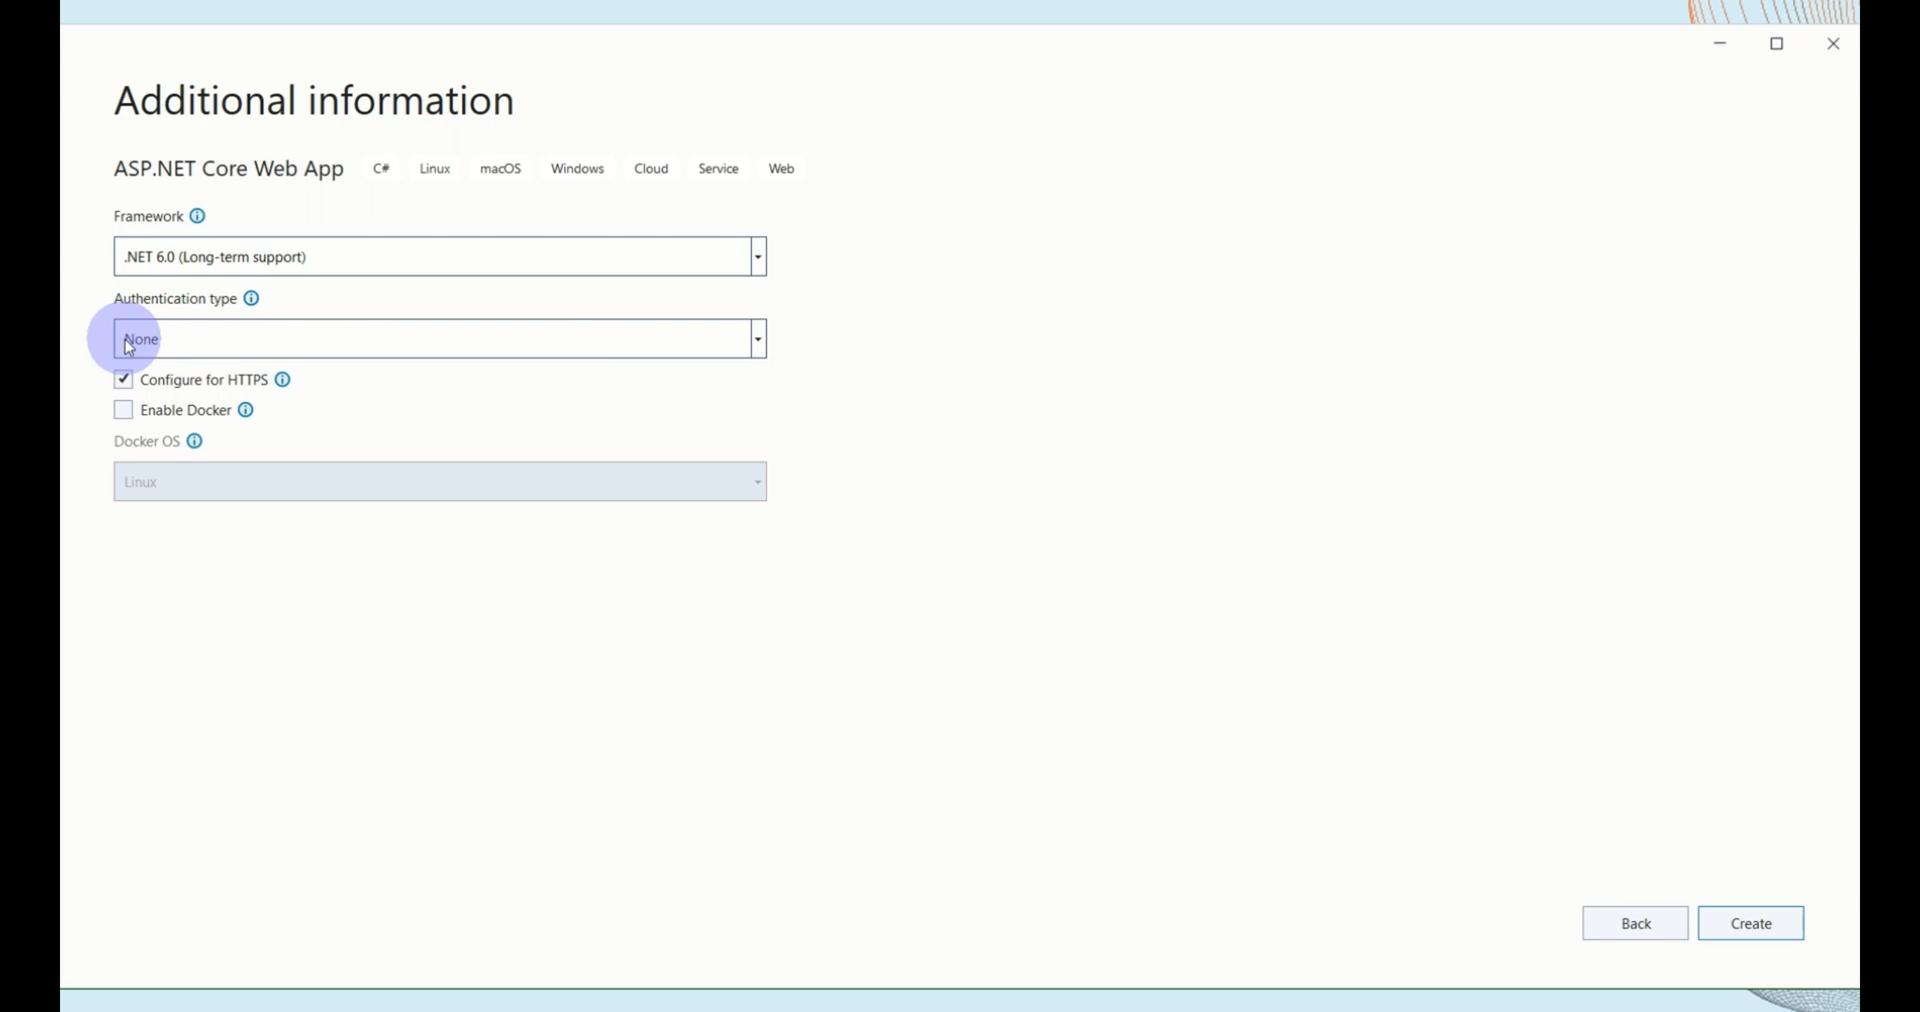 Additional information
ASP.NET Core Web App C# Linux macOS Windows Cloud Service Web
Framework
.NET 6.0 (Long-term support)
Authentication type
None
Configure for HTTPS
Enable Docker
Docker OS
Linux
Back Create